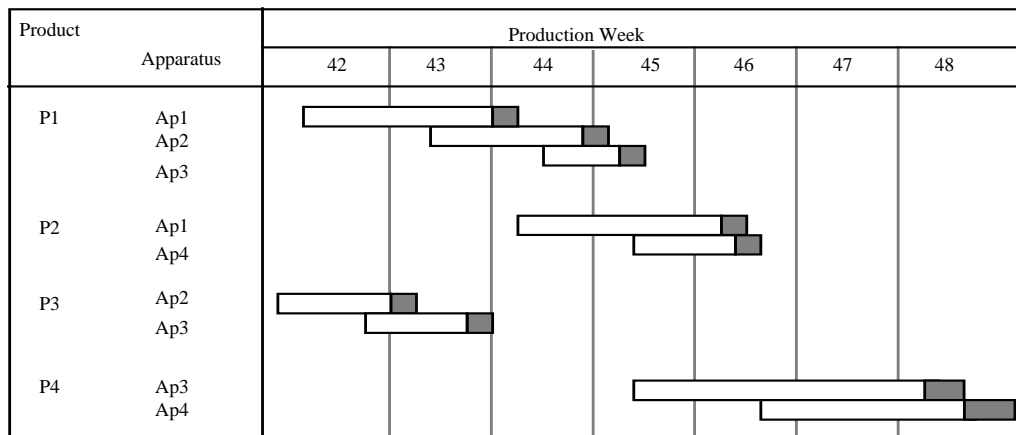 Product
Production Week
Apparatus
42 43 44 45 46 47 48
P1 Ap1
Ap2
Ap3
P2 Ap1
Ap4
P3 Ap2
Ap3
P4 Ap3
Ap4